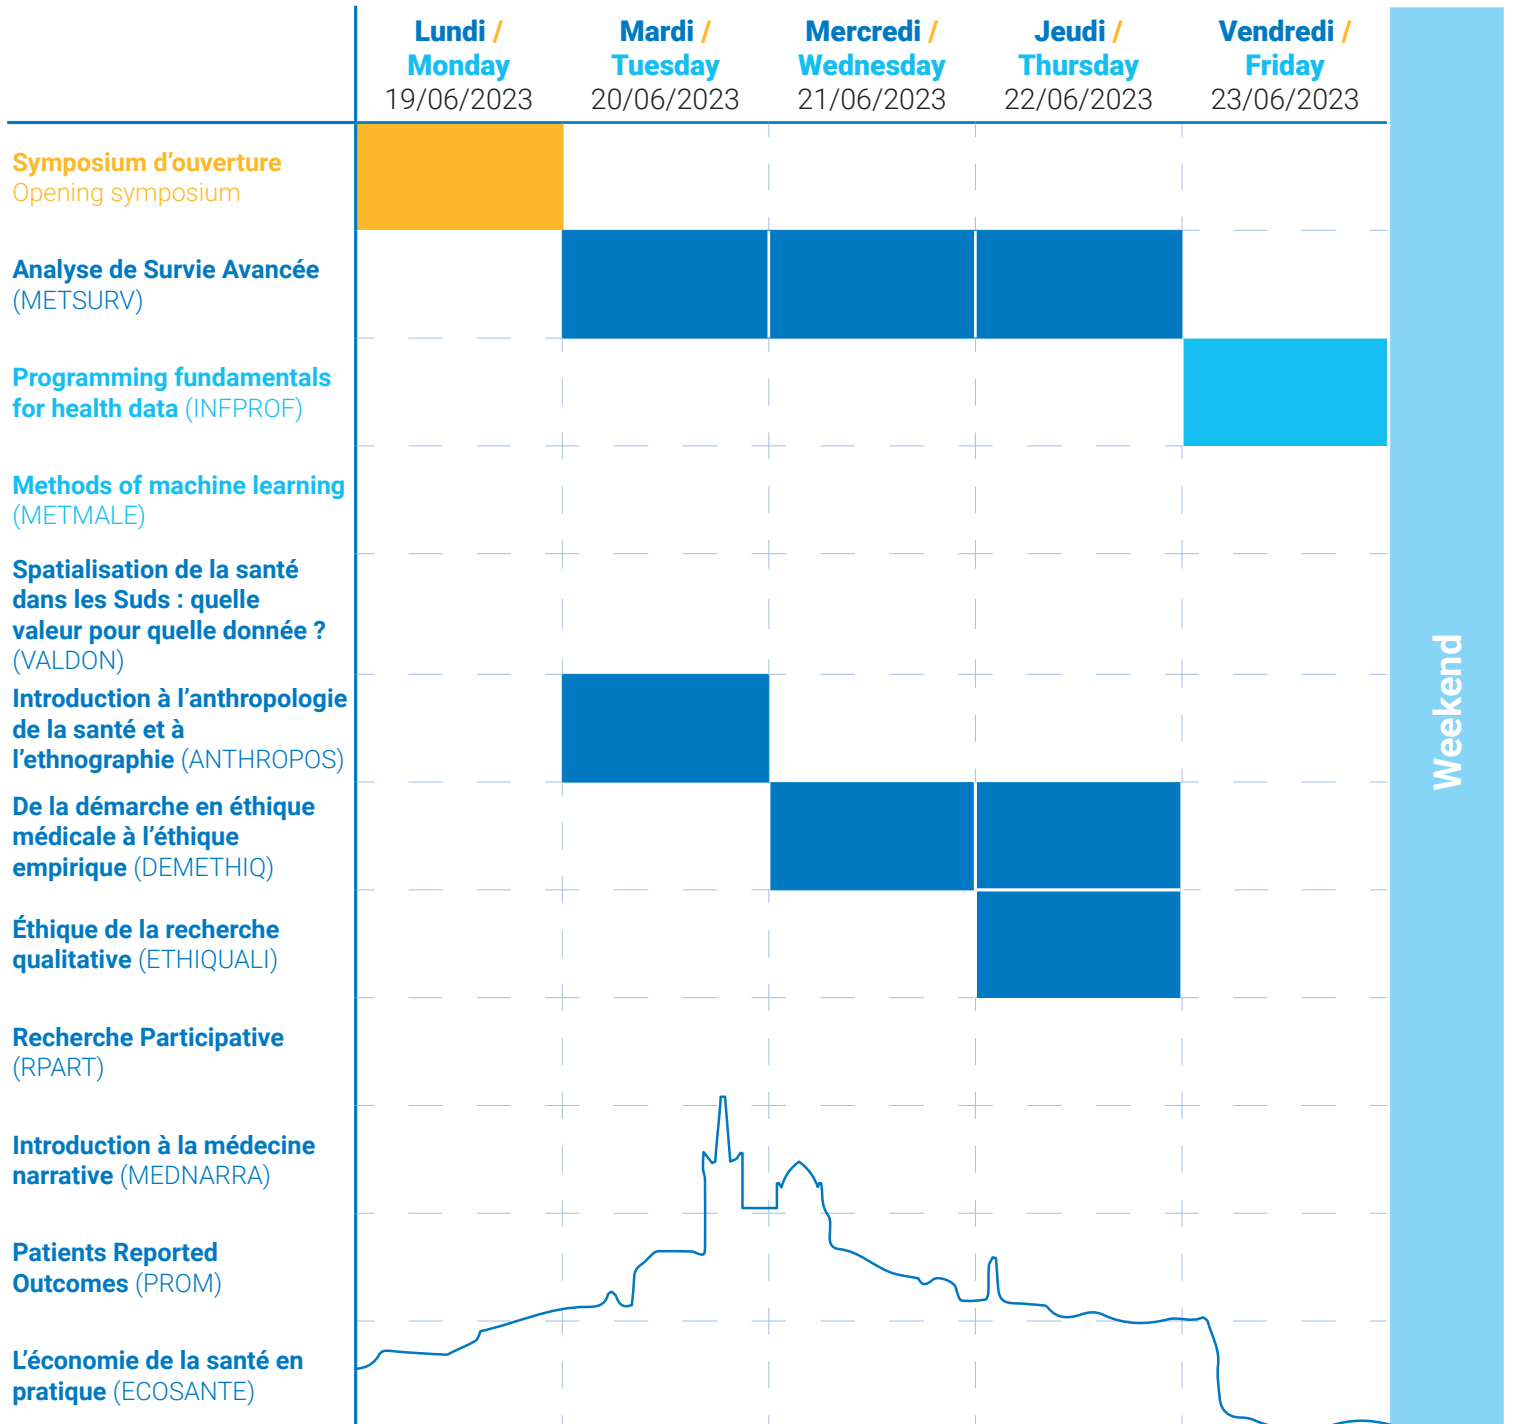 Lundi /
Monday
19/06/2023
Mardi /
Tuesday
20/06/2023
Mercredi /
Wednesday
21/06/2023
Jeudi /
Thursday
22/06/2023
Vendredi /
Friday
23/06/2023
Symposium d’ouverture
Opening symposium
Analyse de Survie Avancée
(METSURV)
Programming fundamentals
for health data (INFPROF)
Methods of machine learning
(METMALE)
Spatialisation de la santé
dans les Suds : quelle
valeur pour quelle donnée ?
(VALDON)
Introduction à l’anthropologie
de la santé et à
l’ethnographie (ANTHROPOS)
De la démarche en éthique
médicale à l’éthique
empirique (DEMETHIQ)
Éthique de la recherche
qualitative (ETHIQUALI)
Recherche Participative
(RPART)
Introduction à la médecine
narrative (MEDNARRA)
Patients Reported
Outcomes (PROM)
L’économie de la santé en
pratique (ECOSANTE)
Weekend